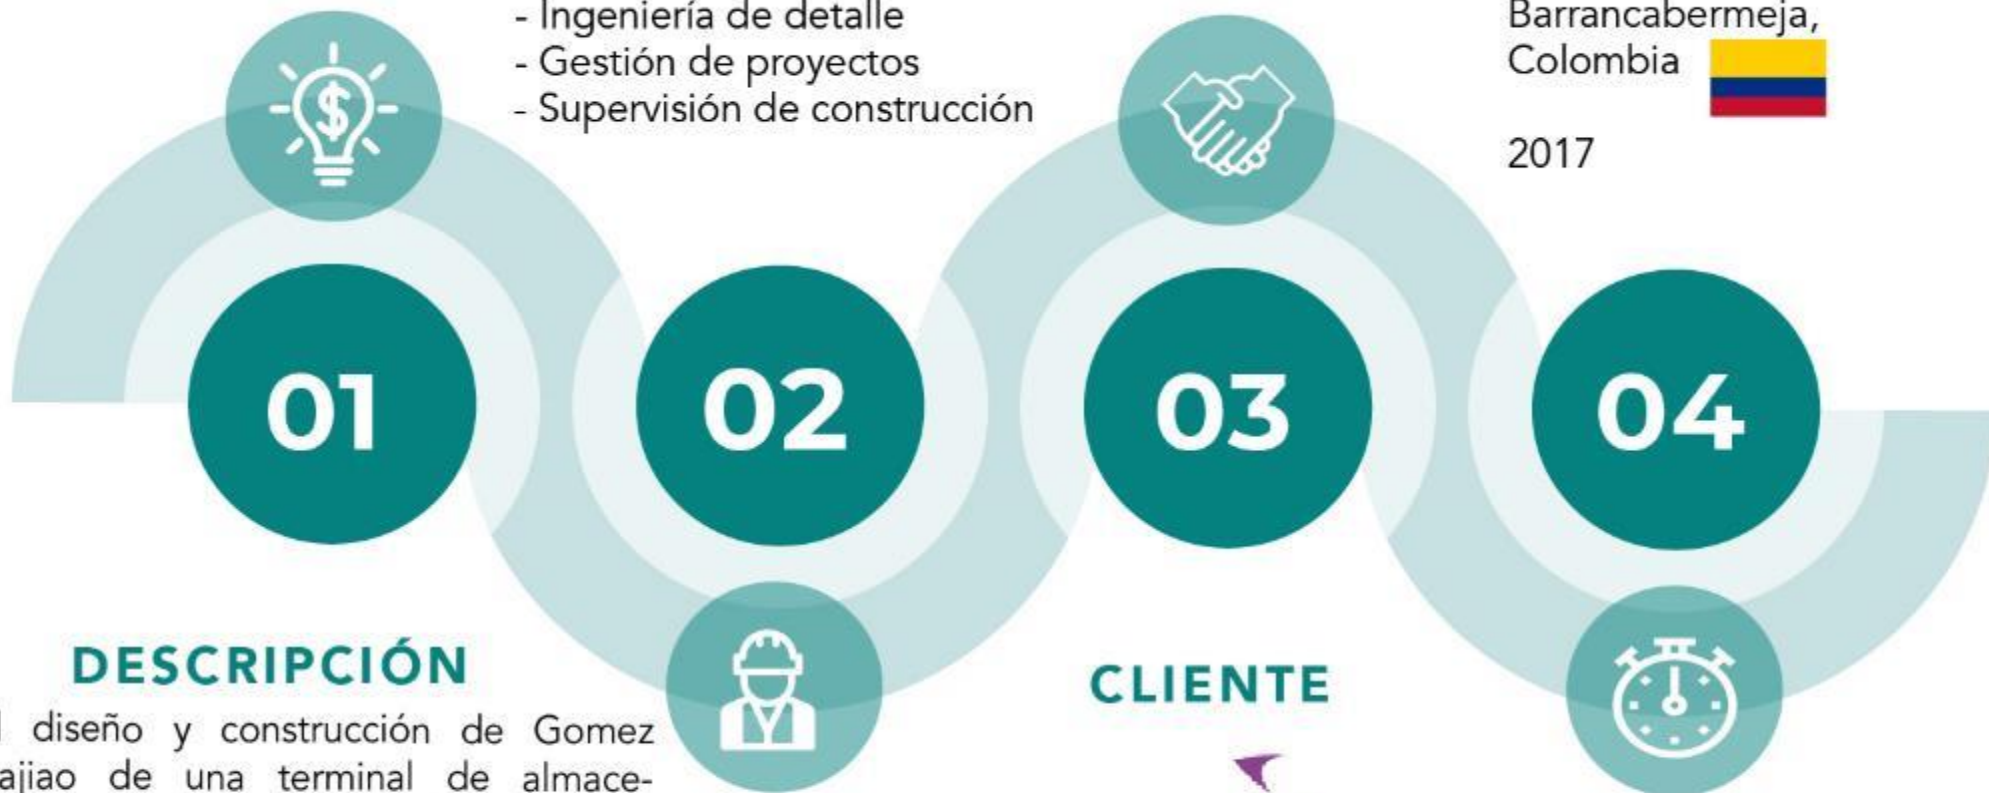 - Ingeniería de detalle
- Gestión de proyectos
- Supervisión de construcción
Barrancabermeja,
Colombia
2017
$
01
02
03
04
DESCRIPCIÓN
diseño y construcción de Gomez
de una terminal de almace-
CLIENTE